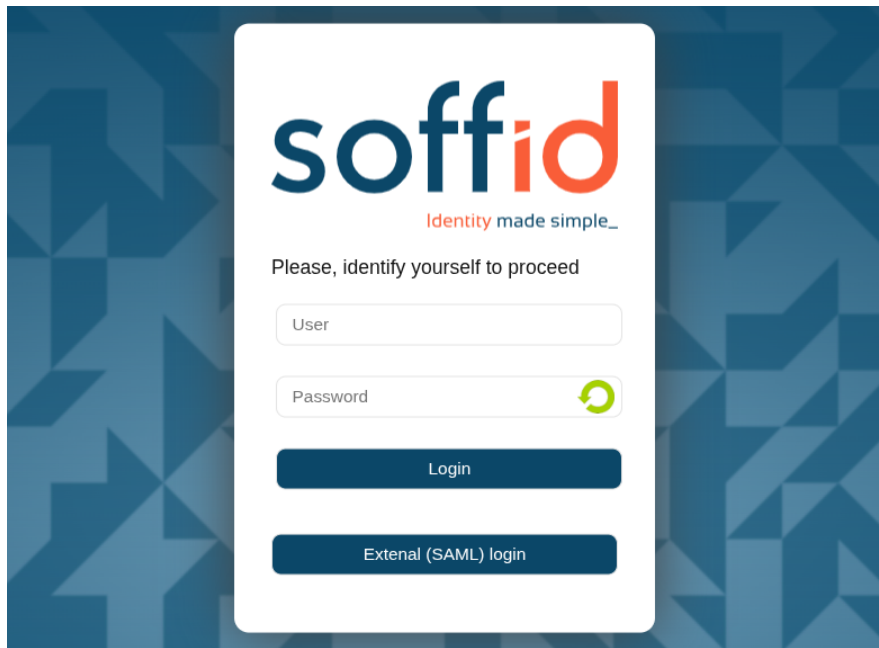 soffid
Identity made simple_
Please, identify yourself to proceed
User
Password
Login
Extenal (SAML) login